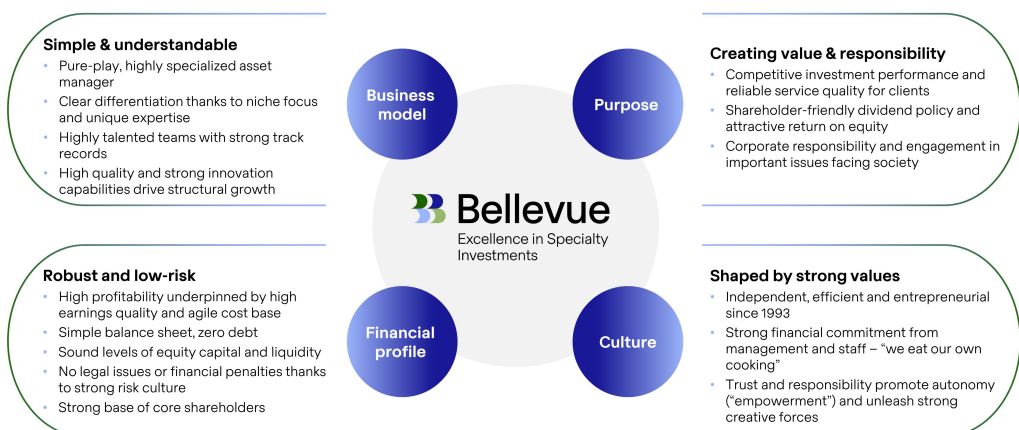 Simple & understandable
• Pure-play, highly specialized asset
manager
• Clear differentiation thanks to niche focus
and unique expertise
• Highly talented teams with strong track
records
• High quality and strong innovation
capabilities drive structural growth
Business
model
Purpose
Creating value & responsibility
• Competitive investment performance and
reliable service quality for clients
• Shareholder-friendly dividend policy and
attractive return on equity
• Corporate responsibility and engagement in
important issues facing society
Bellevue
Excellence in Specialty
Investments
Robust and low-risk
• High profitability underpinned by high
earnings quality and agile cost base
• Simple balance sheet, zero debt
• Sound levels of equity capital and liquidity
• No legal issues or financial penalties thanks
to strong risk culture
• Strong base of core shareholders
Financial
profile
Culture
Shaped by strong values
• Independent, efficient and entrepreneurial
since 1993
• Strong financial commitment from
management and staff – “we eat our own
cooking”
• Trust and responsibility promote autonomy
(“empowerment”) and unleash strong
creative forces